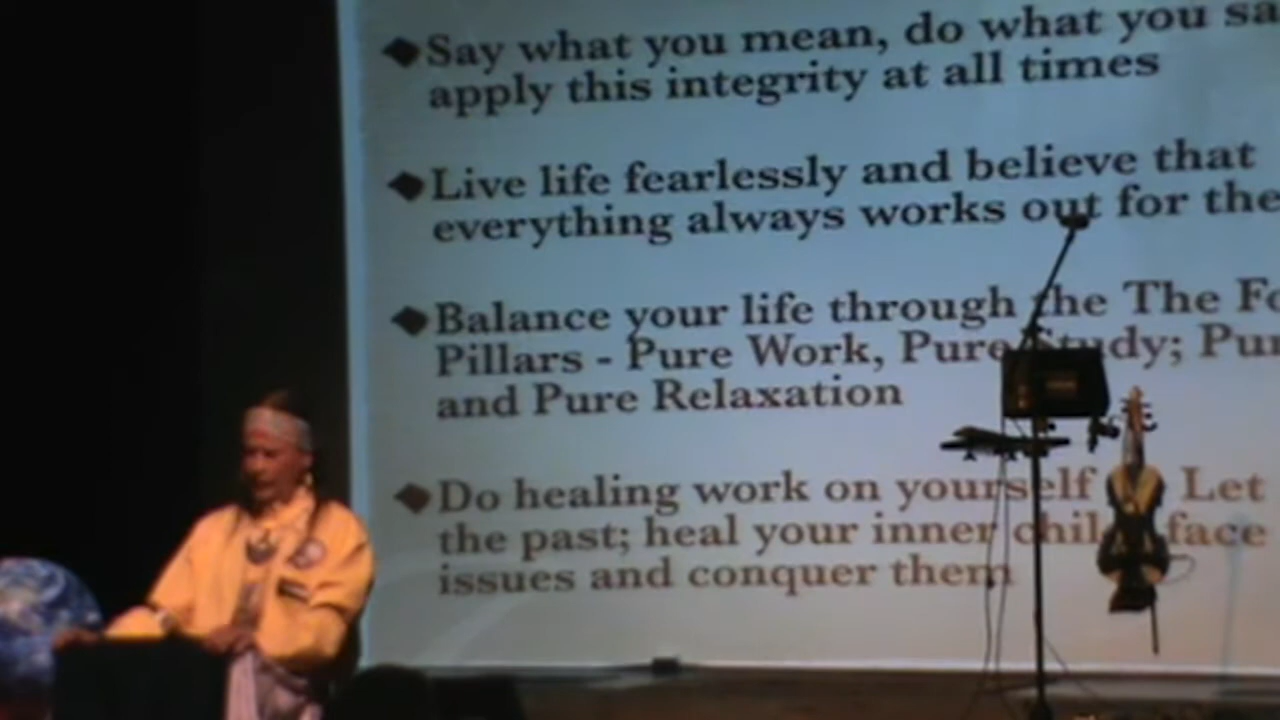 Say what you mean, do what you sa
apply this integrity at all times
Live life fearlessly and believe that
everything always works out for the
Balance your life through the The Fo
Pillars - Pure Work, Pure Study; Pur
and Pure Relaxation
Do healing work on yourself Let
the past; heal your inner child face
issues and conquer them